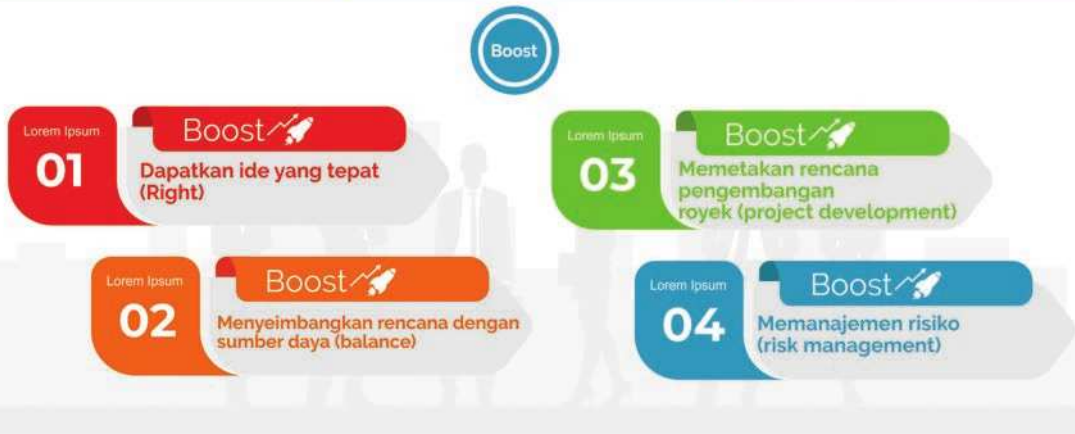 Boost
Lorem Ipsum
01
Boost
Dapatkan ide yang tepat
(Right)
Lorem Ipsum
02
Boost
Menyeimbangkan rencana dengan
sumber daya (balance)
Lorem Ipsum
03
Boost
Memetakan rencana
pengembangan
royek (project development)
Lorem Ipsum
04
Boost
Memanajemen risiko
(risk management)